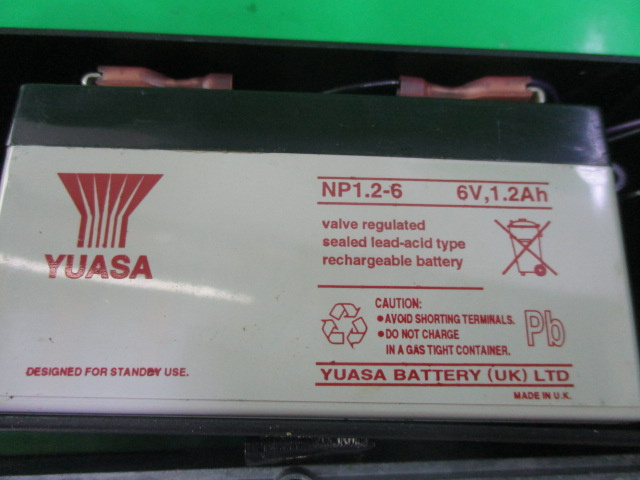 YUASA
DESIGNED FOR STANDBY USE.
NP1.2-6 6V,1.2Ah
valve regulated
sealed lead-acid type
rechargeable battery
CAUTION:
•AVOID SHORTING TERMINALS.
•DO NOT CHARGE
IN A GAS TIGHT CONTAINER.
Pb
YUASA BATTERY (UK) LTD
MADE IN U.K.